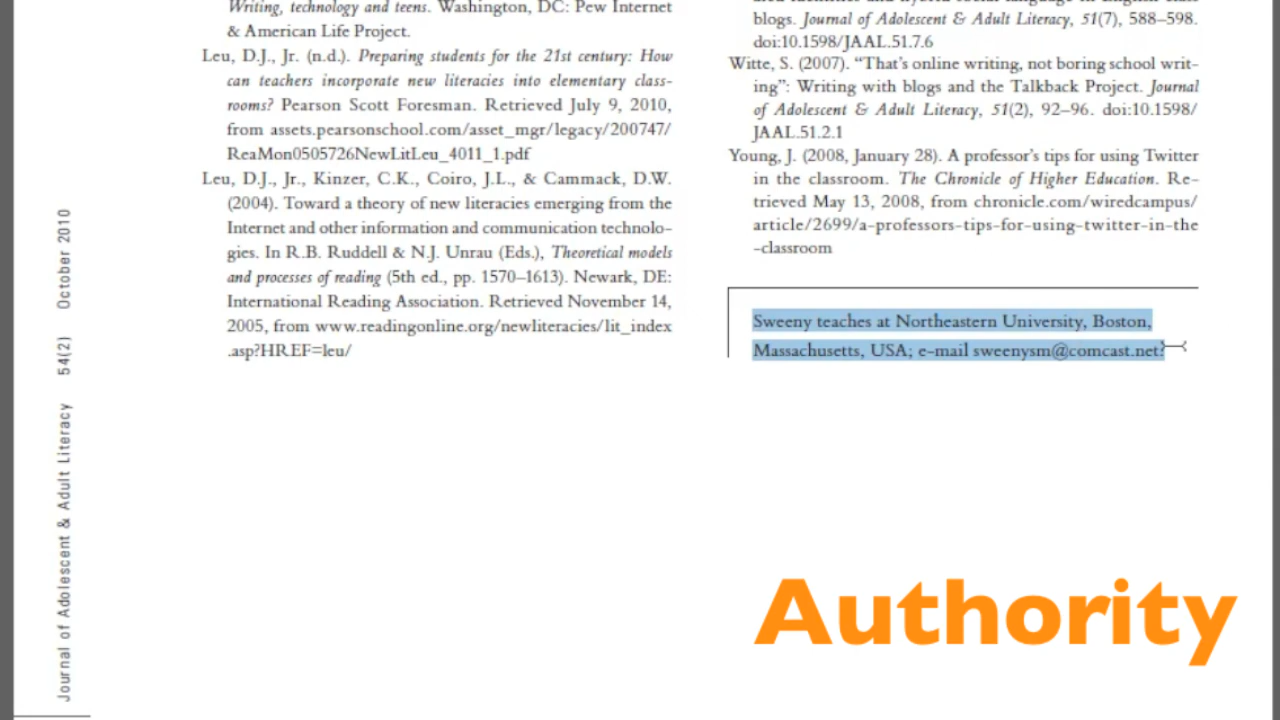 Writing, technology and teens. Washington, DC: Pew Internet
& American Life Project.
Leu, D.J., Jr. (n.d.). Preparing students for the 21st century: How
can teachers incorporate new literacies into elementary class-
rooms? Pearson Scott Foresman. Retrieved July 9, 2010,
from assets.pearsonschool.com/asset_mgr/legacy/200747/
ReaMon0505726NewLitLeu_4011_1.pdf
Leu, D.J., Jr., Kinzer, C.K., Coiro, J.L., & Cammack, D.W.
(2004). Toward a theory of new literacies emerging from the
Internet and other information and communication technolo-
gies. In R.B. Ruddell & N.J. Unrau (Eds.), Theoretical models
and processes of reading (5th ed., pp. 1570–1613). Newark, DE:
International Reading Association. Retrieved November 14,
2005, from www.readingonline.org/newliteracies/lit_index
.asp?HREF=leu/
blogs. Journal of Adolescent & Adult Literacy, 51(7), 588–598.
doi:10.1598/JAAL.51.7.6
Witte, S. (2007). “That’s online writing, not boring school writ-
ing”: Writing with blogs and the Talkback Project. Journal
of Adolescent & Adult Literacy, 51(2), 92–96. doi:10.1598/
JAAL.51.2.1
Young, J. (2008, January 28). A professor’s tips for using Twitter
in the classroom. The Chronicle of Higher Education. Re-
trieved May 13, 2008, from chronicle.com/wiredcampus/
article/2699/a-professors-tips-for-using-twitter-in-the
-classroom
Sweeny teaches at Northeastern University, Boston,
Massachusetts, USA; e-mail sweenysm@comcast.net.
Journal of Adolescent & Adult Literacy 54(2) October 2010
Authority